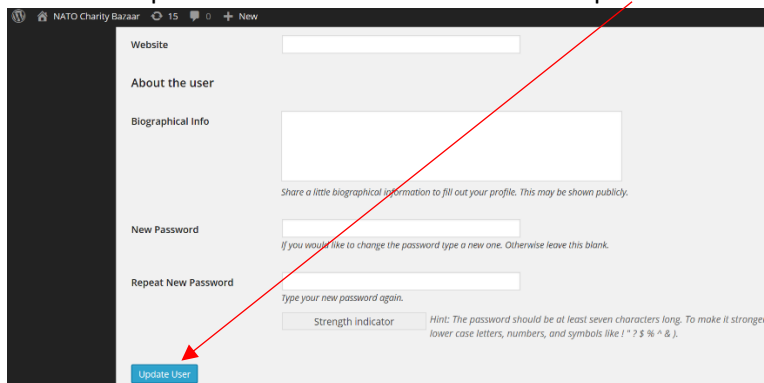 NATO Charity Bazaar 15 0 + New
Website
About the user
Biographical Info
Share a little biographical information to fill out your profile. This may be shown publicly.
New Password
If you would like to change the password type a new one. Otherwise leave this blank.
Repeat New Password
Type your new password again.
Strength indicator
Hint: The password should be at least seven characters long. To make it stronger
lower case letters, numbers, and symbols like ! " ? $ % ^ & ).
Update User